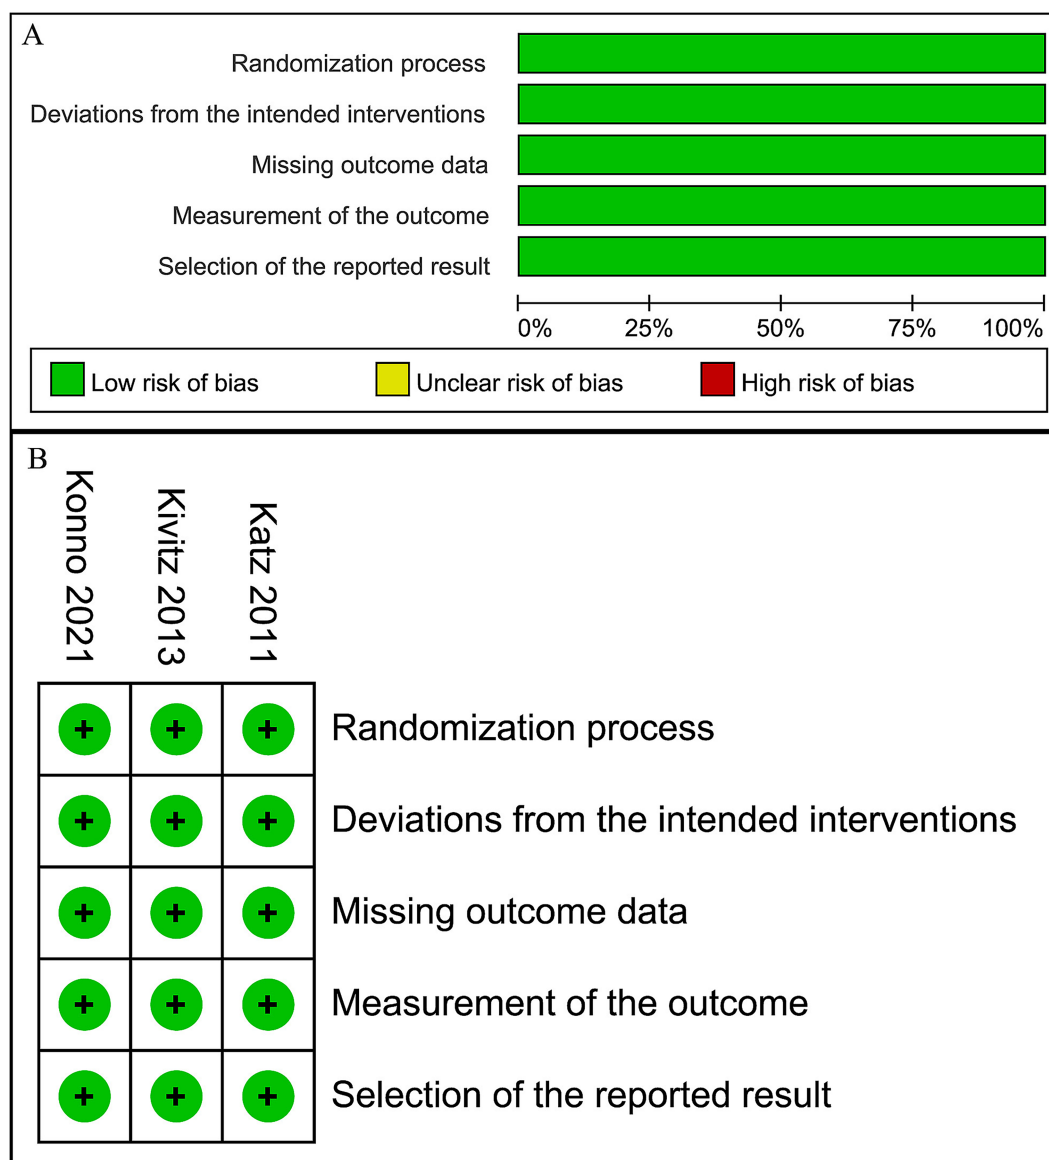 A
Randomization process
Deviations from the intended interventions
Missing outcome data
Measurement of the outcome
Selection of the reported result
0% 25% 50% 75% 100%
Low risk of bias Unclear risk of bias High risk of bias
B
Konno 2021
Kivitz 2013
Katz 2011
+ + + Randomization process
+ + + Deviations from the intended interventions
+ + + Missing outcome data
+ + + Measurement of the outcome
+ + + Selection of the reported result